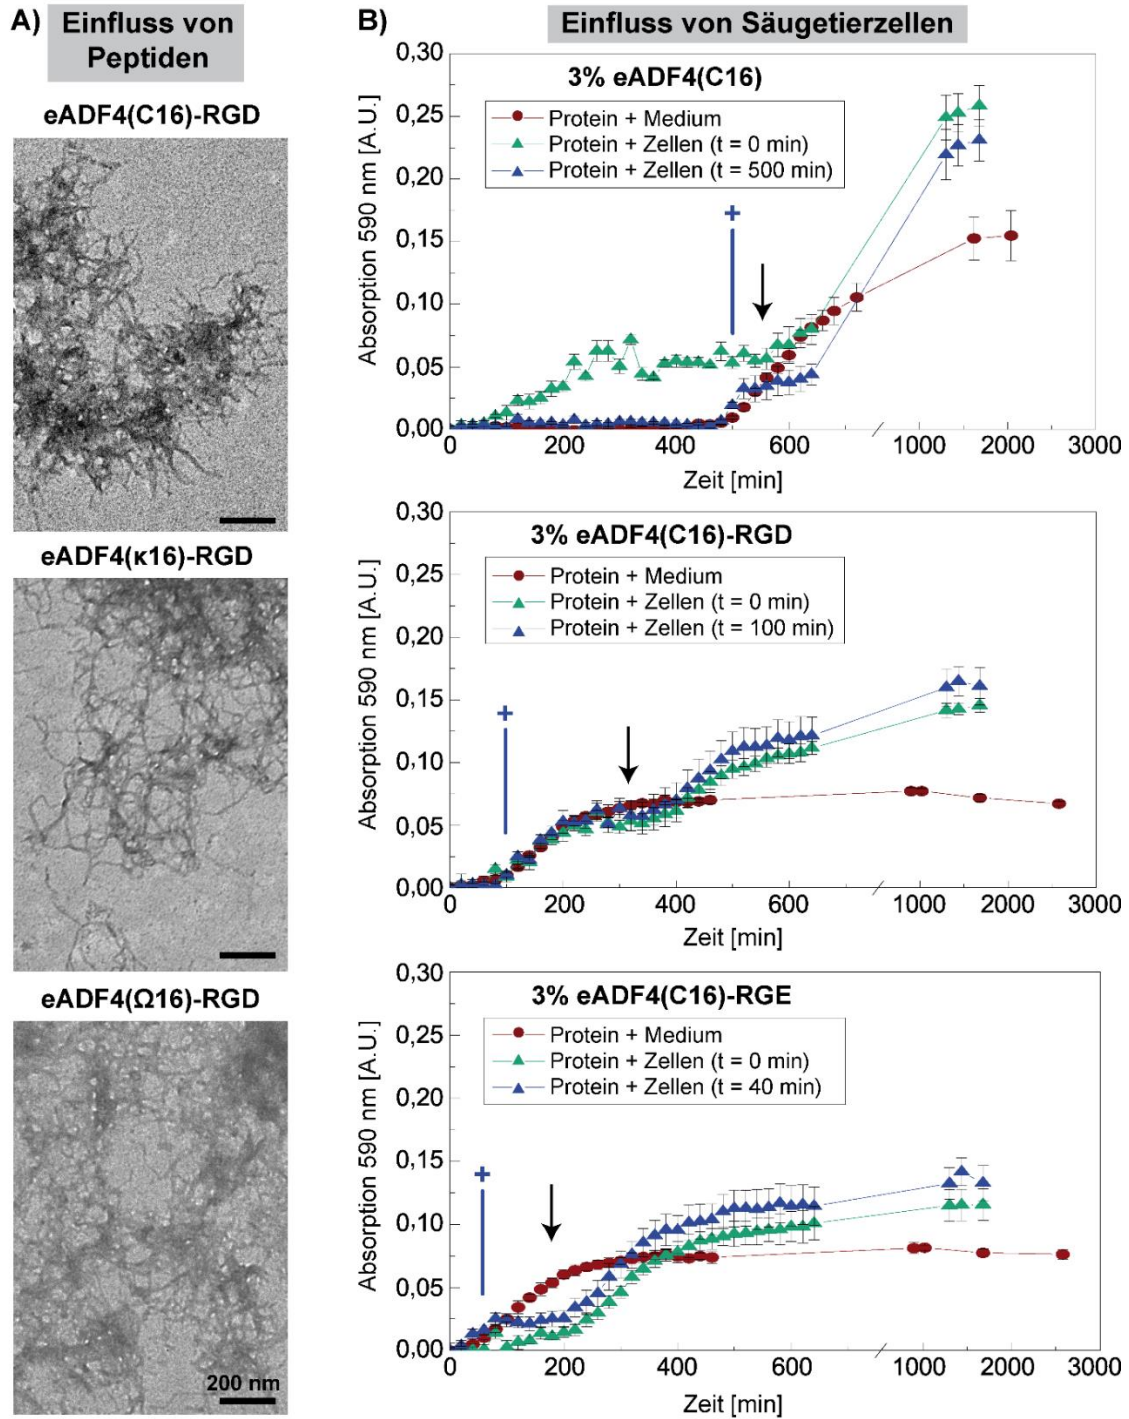 A)
Einfluss von
Peptiden
eADF4(C16)-RGD
eADF4(κ16)-RGD
eADF4(Ω16)-RGD
200 nm
B)
Einfluss von Säugetierzellen
3% eADF4(C16)
Protein + Medium
Protein + Zellen (t = 0 min)
Protein + Zellen (t = 500 min)
+
Absorption 590 nm [A.U.]
0,30
0,25
0,20
0,15
0,10
0,05
0,00
0 200 400 600 1000 2000 3000
Zeit [min]
3% eADF4(C16)-RGD
Protein + Medium
Protein + Zellen (t = 0 min)
Protein + Zellen (t = 100 min)
+
Absorption 590 nm [A.U.]
0,30
0,25
0,20
0,15
0,10
0,05
0,00
0 200 400 600 1000 2000 3000
Zeit [min]
3% eADF4(C16)-RGE
Protein + Medium
Protein + Zellen (t = 0 min)
Protein + Zellen (t = 40 min)
+
Absorption 590 nm [A.U.]
0,30
0,25
0,20
0,15
0,10
0,05
0,00
0 200 400 600 1000 2000 3000
Zeit [min]